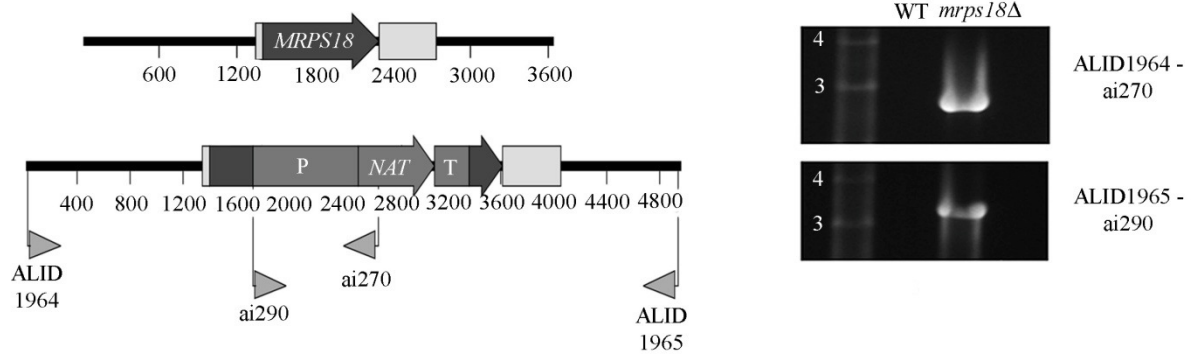 MRPS18
600 1200 1800 2400 3000 3600
P NAT T
400 800 1200 1600 2000 2400 2800 3200 3600 4000 4400 4800
ALID
1964
ai290
ai270
ALID
1965
WT mrps18Δ
4
3
ALID1964 -
ai270
4
3
ALID1965 -
ai290